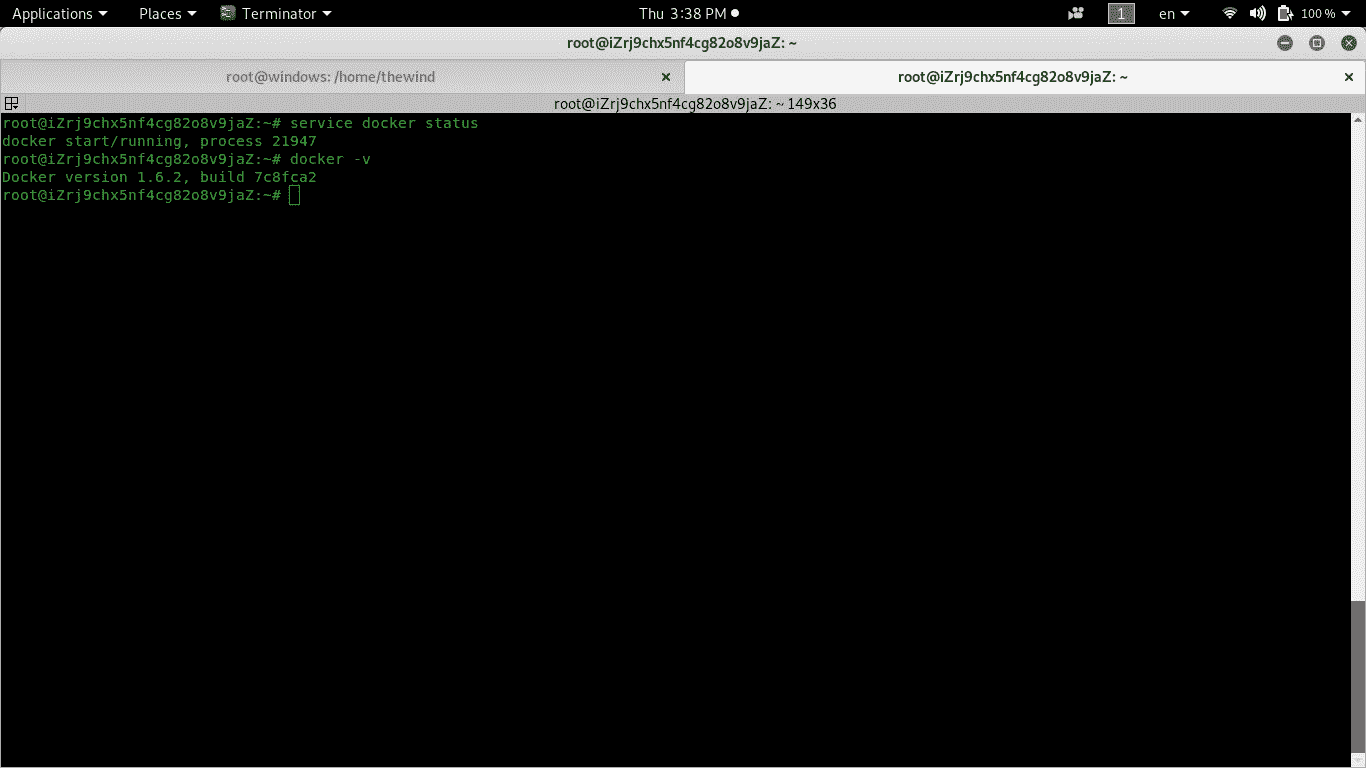 Applications Places Terminator Thu 3:38 PM 1 en 100 %
root@iZrj9chx5nf4cg82o8v9jaZ: ~
root@windows: /home/thewind root@iZrj9chx5nf4cg82o8v9jaZ: ~
root@iZrj9chx5nf4cg82o8v9jaZ: ~ 149x36
root@iZrj9chx5nf4cg82o8v9jaZ:~# service docker status
docker start/running, process 21947
root@iZrj9chx5nf4cg82o8v9jaZ:~# docker -v
Docker version 1.6.2, build 7c8fca2
root@iZrj9chx5nf4cg82o8v9jaZ:~#